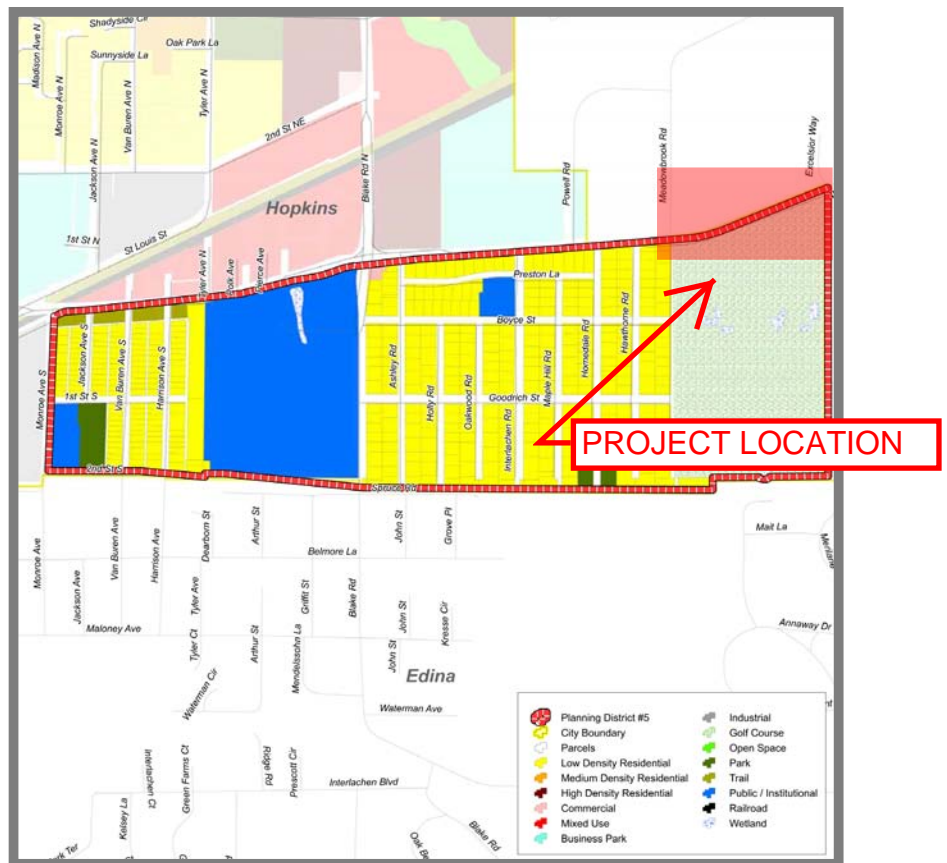 Shadyside Cir
Oak Park La
Sunnyside La
Madison Ave N
Monroe Ave N
Van Buren Ave N
Tyler Ave N
Jackson Ave N
2nd St NE
Blake Rd N
Powell Rd
Meadowbrook Rd
Excelsior Way
Hopkins
1st St N
St Louis St
Tyler Ave N
Polk Ave
Pierce Ave
Preston La
Boyce St
Monroe Ave S
Jackson Ave S
Van Buren Ave S
Harrison Ave S
Ashley Rd
Holly Rd
Oakwood Rd
Interlachen Rd
Maple Hill Rd
Homedale Rd
Hawthorne Rd
1st St S
Goodrich St
PROJECT LOCATION
2nd St S
Monroe Ave
Van Buren Ave
Harrison Ave
Dearborn St
Arthur St
John St
Grove Pl
Mait La
Belmore La
Jackson Ave
Tyler Ave
Griffit St
Blake Rd
John St
Kresse Cir
Maloney Ave
Tyler Ct
Arthur St
Mendelssohn La
John St
Annaway Dr
Edina
Waterman Cir
Waterman Ave
Interlachen Ct
Green Farms Ct
Ridge Rd
Prescott Cir
Interlachen Blvd
Kelsey La
Blake Rd
Planning District #5
City Boundary
Parcels
Low Density Residential
Medium Density Residential
High Density Residential
Commercial
Mixed Use
Business Park
Industrial
Golf Course
Open Space
Park
Trail
Public / Institutional
Railroad
Wetland